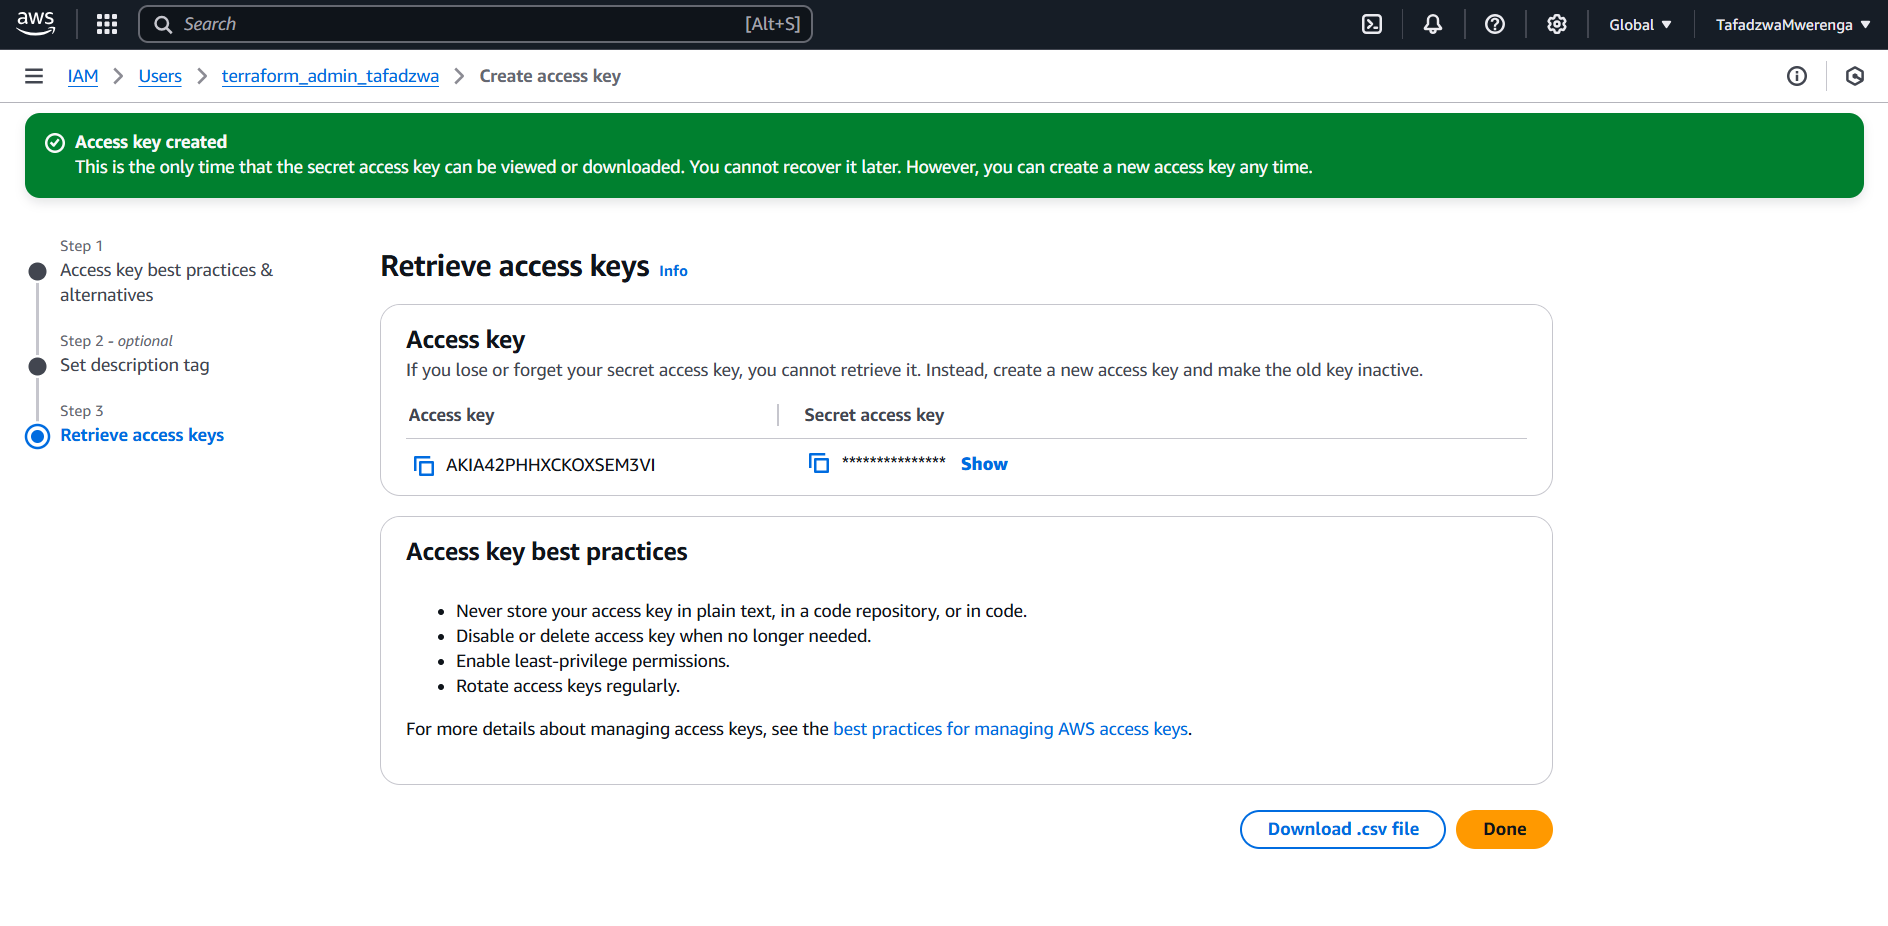 aws
Search [Alt+S]
Global
TafadzwaMwerenga
IAM > Users > terraform_admin_tafadzwa > Create access key
Access key created
This is the only time that the secret access key can be viewed or downloaded. You cannot recover it later. However, you can create a new access key any time.
Step 1
Access key best practices &
alternatives
Step 2 - optional
Set description tag
Step 3
Retrieve access keys
Retrieve access keys Info
Access key
If you lose or forget your secret access key, you cannot retrieve it. Instead, create a new access key and make the old key inactive.
Access key Secret access key
AKIA42PHHXCKOXSEM3VI *************** Show
Access key best practices
• Never store your access key in plain text, in a code repository, or in code.
• Disable or delete access key when no longer needed.
• Enable least-privilege permissions.
• Rotate access keys regularly.
For more details about managing access keys, see the best practices for managing AWS access keys.
Download .csv file
Done